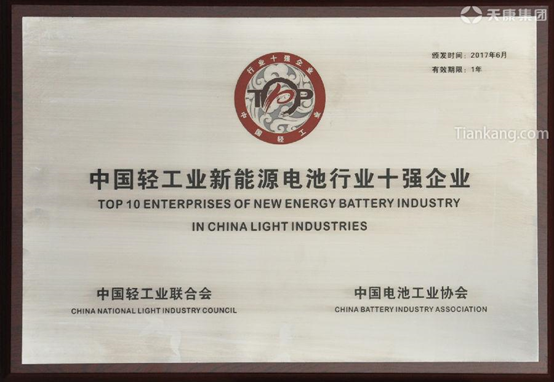 天康集团
颁发时间：2017年6月
有效期限：1年
行业十强企业
TOP
中国轻工业
Tiankang.com
中国轻工业新能源电池行业十强企业
TOP 10 ENTERPRISES OF NEW ENERGY BATTERY INDUSTRY
IN CHINA LIGHT INDUSTRIES
中国轻工业联合会
中国电池工业协会
CHINA NATIONAL LIGHT INDUSTRY COUNCIL
CHINA BATTERY INDUSTRY ASSOCIATION